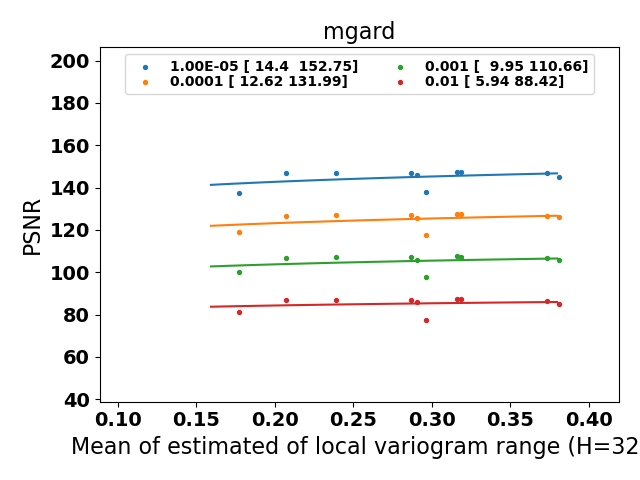 mgard
1.00E-05 [ 14.4  152.75]
0.0001 [ 12.62 131.99]
0.001 [  9.95 110.66]
0.01 [ 5.94 88.42]
PSNR
200
180
160
140
120
100
80
60
40
0.10 0.15 0.20 0.25 0.30 0.35 0.40
Mean of estimated of local variogram range (H=32